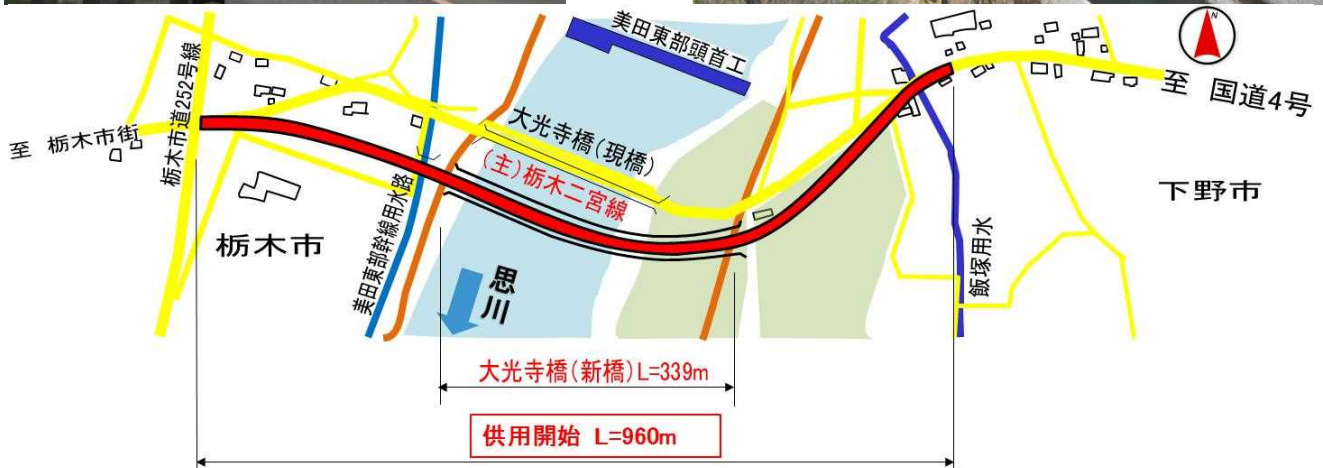 美田東部頭首工
N
至 国道4号
栃木市道252号線
大光寺橋(現橋)
至 栃木市街
(主)栃木二宮線
下野市
栃木市
美田東部幹線用水路
飯塚用水
思川
大光寺橋(新橋)L=339m
供用開始 L=960m